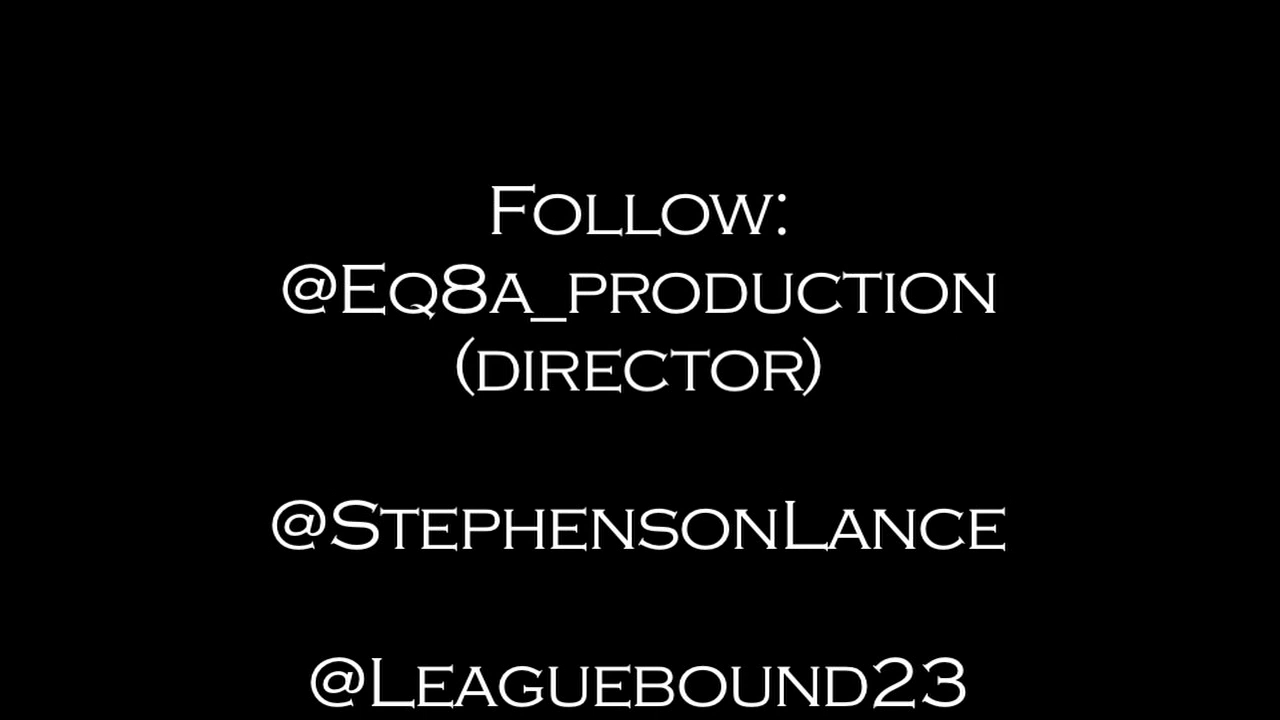 Follow:
@Eq8a_production
(director)
@StephensonLance
@Leaguebound23